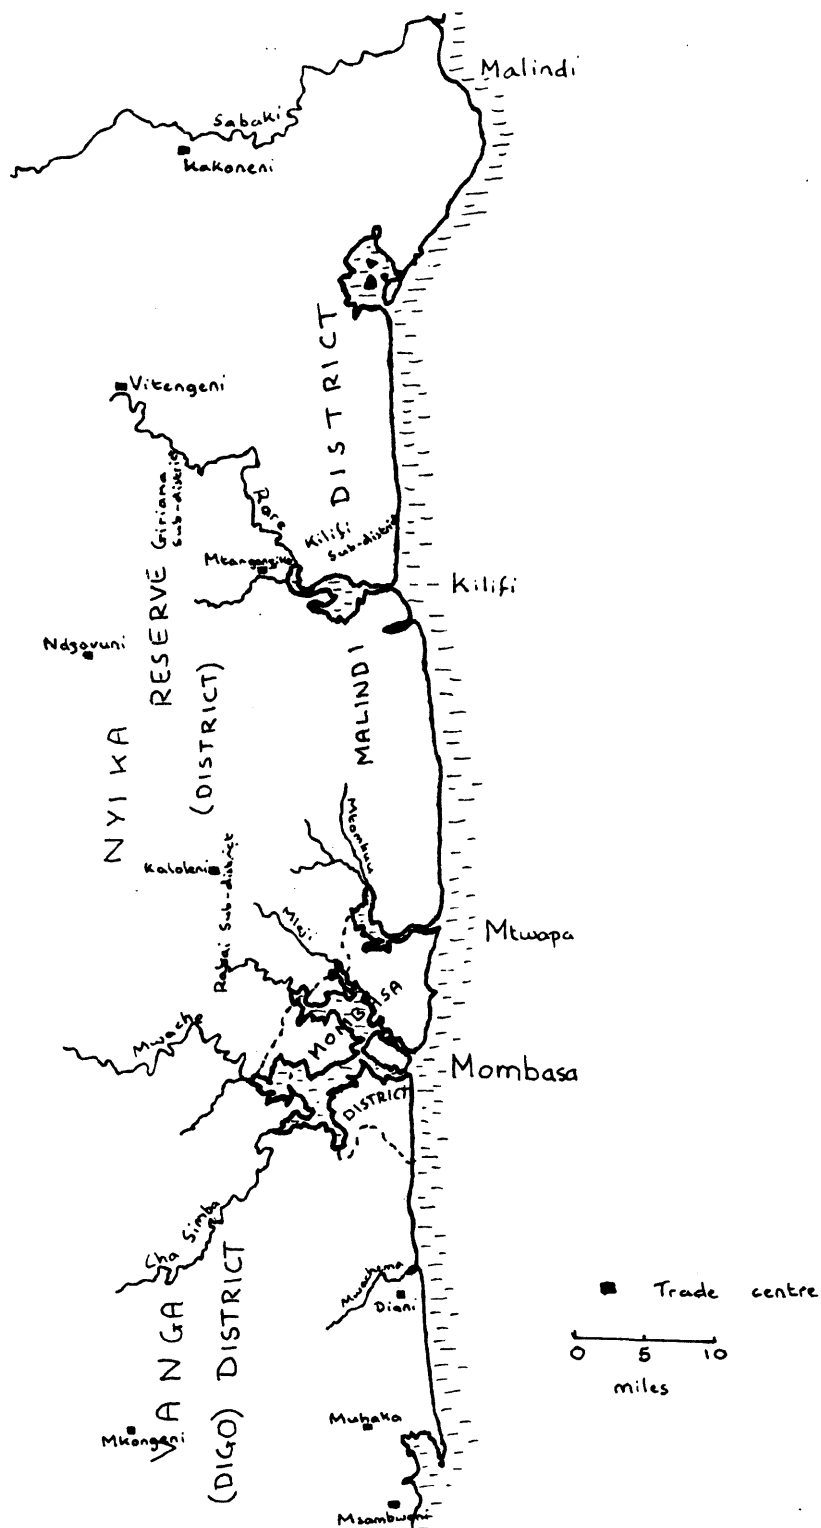 Malindi
Sabaki
Kakoneni
DISTRICT
Vitengeni
Giriama
Sub-district
Rare
Kilifi
Sub-district
Kilifi
RESERVE
Ndzovuni
(DISTRICT)
MALINDI
NYIKA
Kaloleni
Rabai Sub-district
Mleji
Mtwapa
MOMBASA
Mwache
Mombasa
DISTRICT
Cha Simba
Mwachema
Diani
Trade centre
0 5 10
miles
VANGA
(DIGO) DISTRICT
Muhaka
Mkongeni
Msambweni